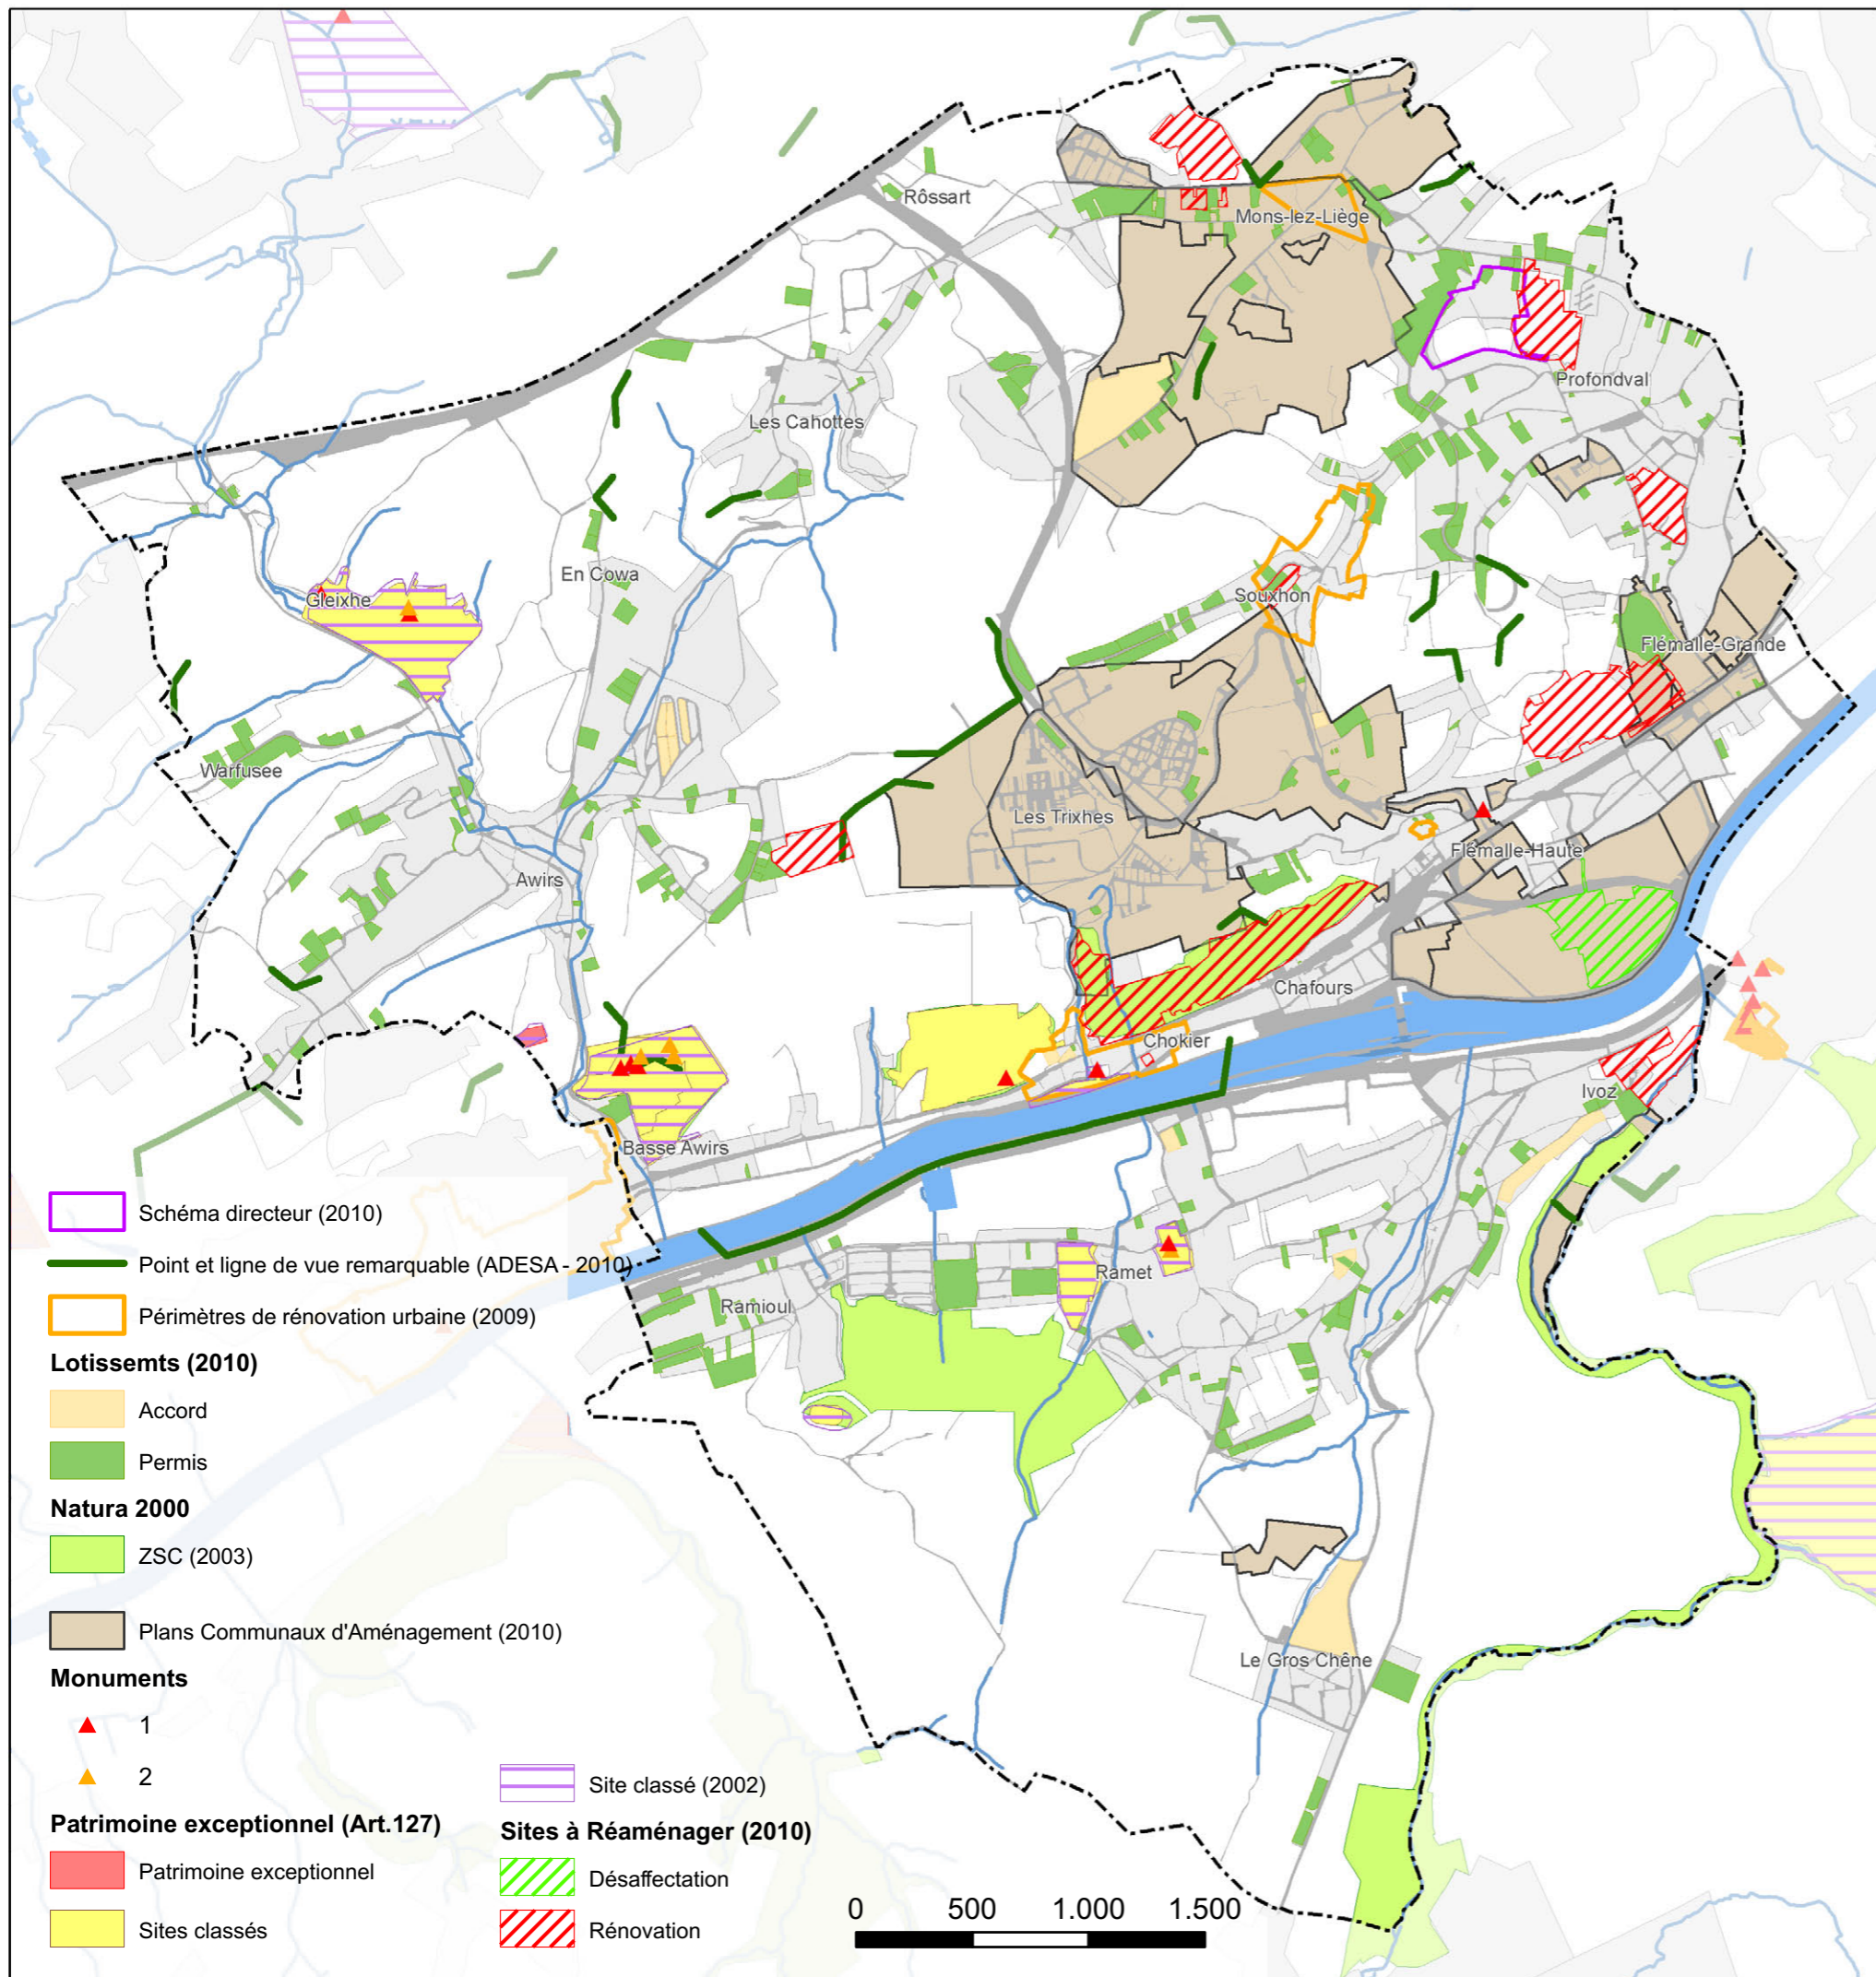 Rôssart
Mons-lez-Liège
Profondval
Les Cahottes
En Cowa
Gleixhe
Souxhon
Flémalle-Grande
Warfusee
Les Trixhes
Flémalle-Haute
Awirs
Chafours
Chokier
Ivoz
Basse Awirs
Ramet
Ramioul
Le Gros Chêne
Schéma directeur (2010)
Point et ligne de vue remarquable (ADESA - 2010)
Périmètres de rénovation urbaine (2009)
Lotissemts (2010)
Accord
Permis
Natura 2000
ZSC (2003)
Plans Communaux d'Aménagement (2010)
Monuments
1
2
Patrimoine exceptionnel (Art.127)
Patrimoine exceptionnel
Sites classés
Site classé (2002)
Sites à Réaménager (2010)
Désaffectation
Rénovation
0 500 1.000 1.500